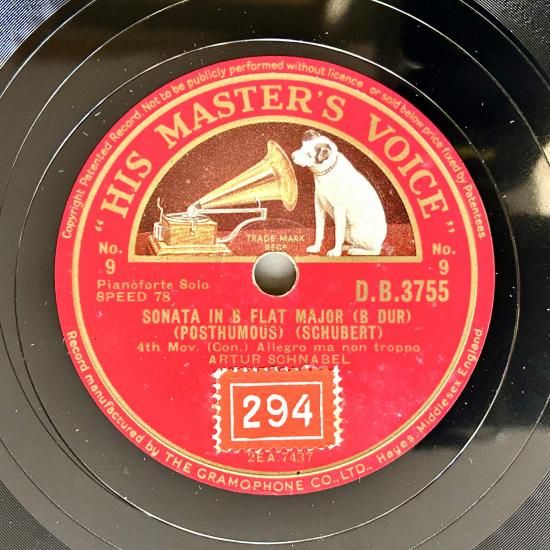 Copyright Patented Record. Not to be publicly performed without licence or sold below price fixed by Patentees
"HIS MASTER'S VOICE"
TRADE MARK
REGD
No. 9
No. 9
Pianoforte Solo
SPEED 78
D.B.3755
SONATA IN B FLAT MAJOR (B DUR)
(POSTHUMOUS) (SCHUBERT)
4th Mov. (Con.) Allegro ma non troppo
ARTUR SCHNABEL
294
2EA.7437
Record manufactured by THE GRAMOPHONE CO., LTD., Hayes, Middlesex England